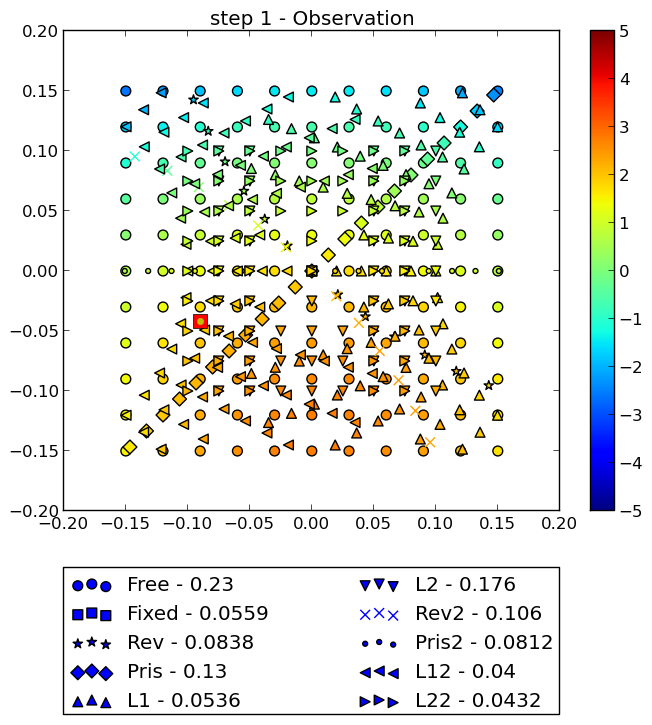 step 1 - Observation
0.20
0.15
0.10
0.05
0.00
−0.05
−0.10
−0.15
−0.20
−0.20 −0.15 −0.10 −0.05 0.00 0.05 0.10 0.15 0.20
5
4
3
2
1
0
−1
−2
−3
−4
−5
Free - 0.23
Fixed - 0.0559
Rev - 0.0838
Pris - 0.13
L1 - 0.0536
L2 - 0.176
Rev2 - 0.106
Pris2 - 0.0812
L12 - 0.04
L22 - 0.0432